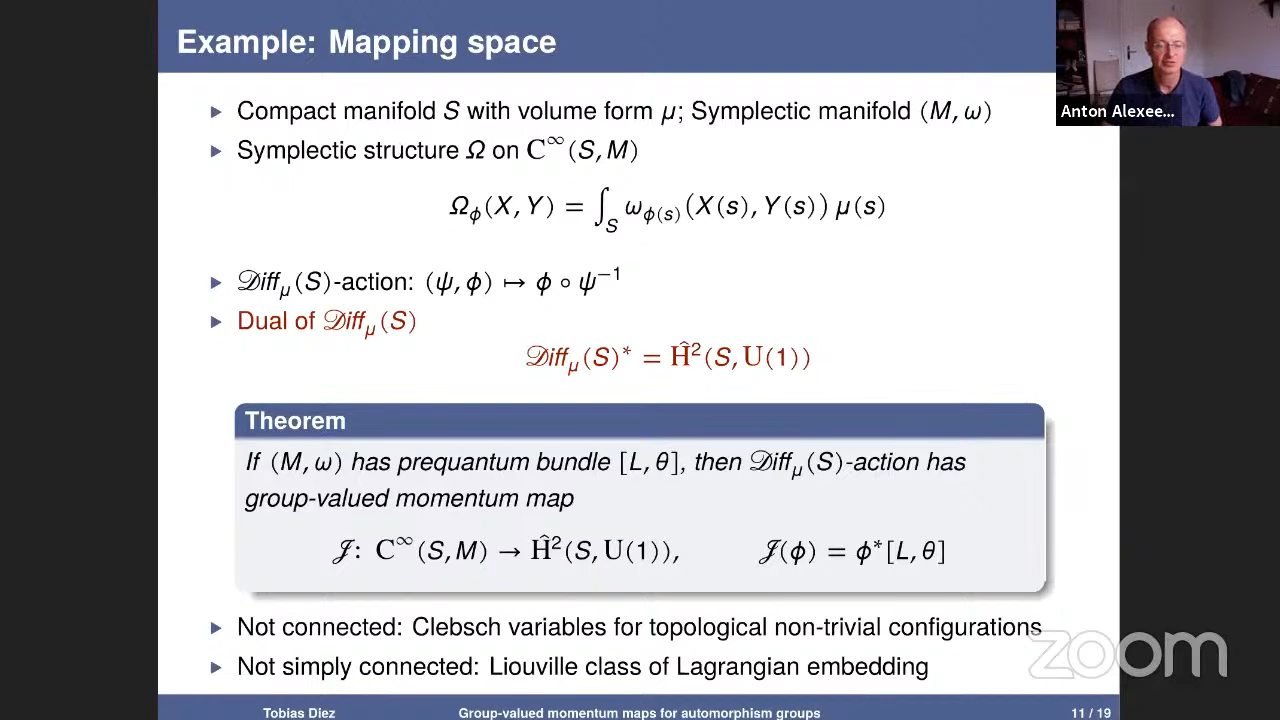 Example: Mapping space
Anton Alexee...
▶ Compact manifold S with volume form μ; Symplectic manifold (M, ω)
▶ Symplectic structure Ω on C^∞(S, M)
Ω_ϕ(X, Y) = ∫_S ω_ϕ(s)(X(s), Y(s)) μ(s)
▶ 𝒟iff_μ(S)-action: (ψ, ϕ) ↦ ϕ ∘ ψ^−1
▶ Dual of 𝒟iff_μ(S)
𝒟iff_μ(S)* = Ĥ²(S, U(1))
Theorem
If (M, ω) has prequantum bundle [L, θ], then 𝒟iff_μ(S)-action has
group-valued momentum map
𝒥: C^∞(S, M) → Ĥ²(S, U(1)), 𝒥(ϕ) = ϕ*[L, θ]
▶ Not connected: Clebsch variables for topological non-trivial configurations
▶ Not simply connected: Liouville class of Lagrangian embedding
zoom
Tobias Diez Group-valued momentum maps for automorphism groups 11 / 19